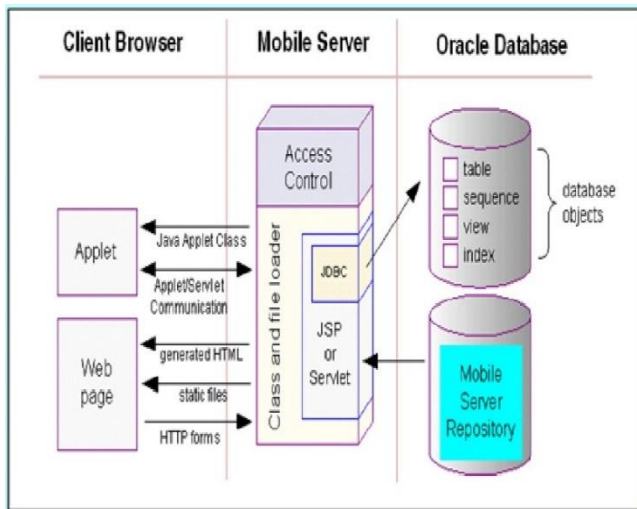 Client Browser
Mobile Server
Oracle Database
Access
Control
Class and file loader
JDBC
JSP
or
Servlet
Applet
Java Applet Class
Applet/Servlet
Communication
Web
page
generated HTML
static files
HTTP forms
table
sequence
view
index
database
objects
Mobile
Server
Repository